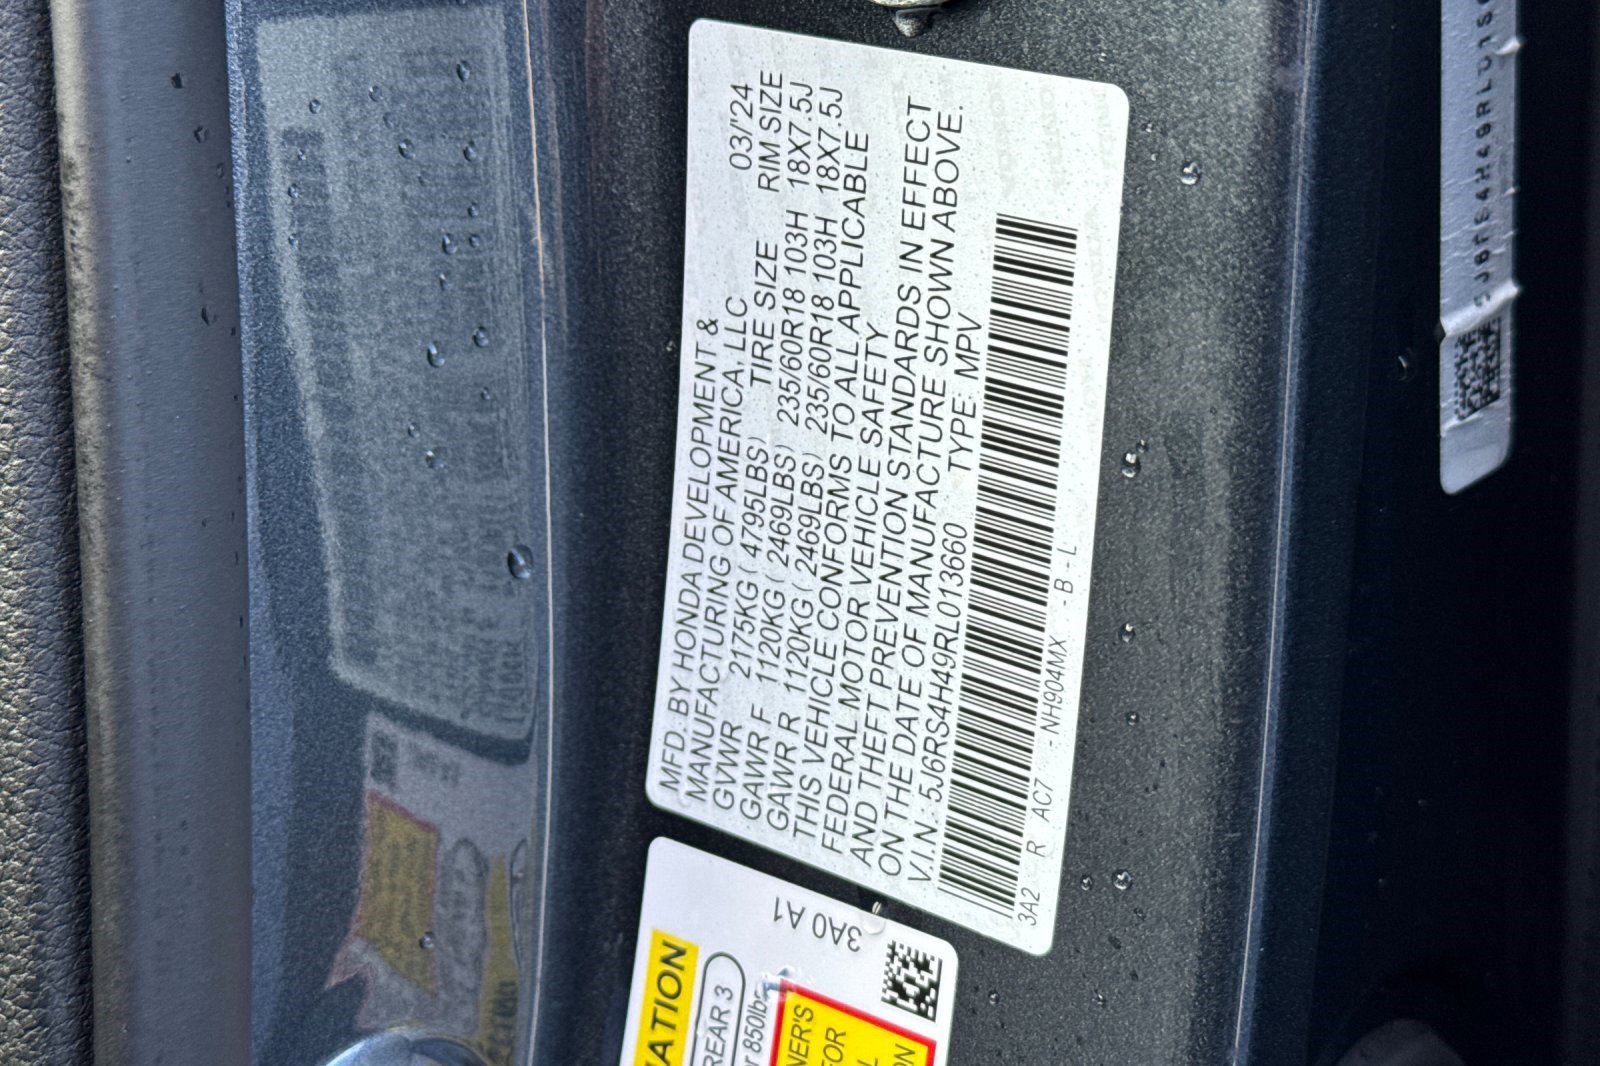 MFD. BY HONDA DEVELOPMENT &
MANUFACTURING OF AMERICA, LLC 03/'24
GVWR 2175KG ( 4795LBS) TIRE SIZE RIM SIZE
GAWR F 1120KG ( 2469LBS) 235/60R18 103H 18X7.5J
GAWR R 1120KG ( 2469LBS) 235/60R18 103H 18X7.5J
THIS VEHICLE CONFORMS TO ALL APPLICABLE
FEDERAL MOTOR VEHICLE SAFETY
AND THEFT PREVENTION STANDARDS IN EFFECT
ON THE DATE OF MANUFACTURE SHOWN ABOVE.
V.I.N. 5J6RS4H49RL013660 TYPE: MPV
3A2 - R AC7 - NH904MX - B - L
3A0 A1
REAR 3
850lbs